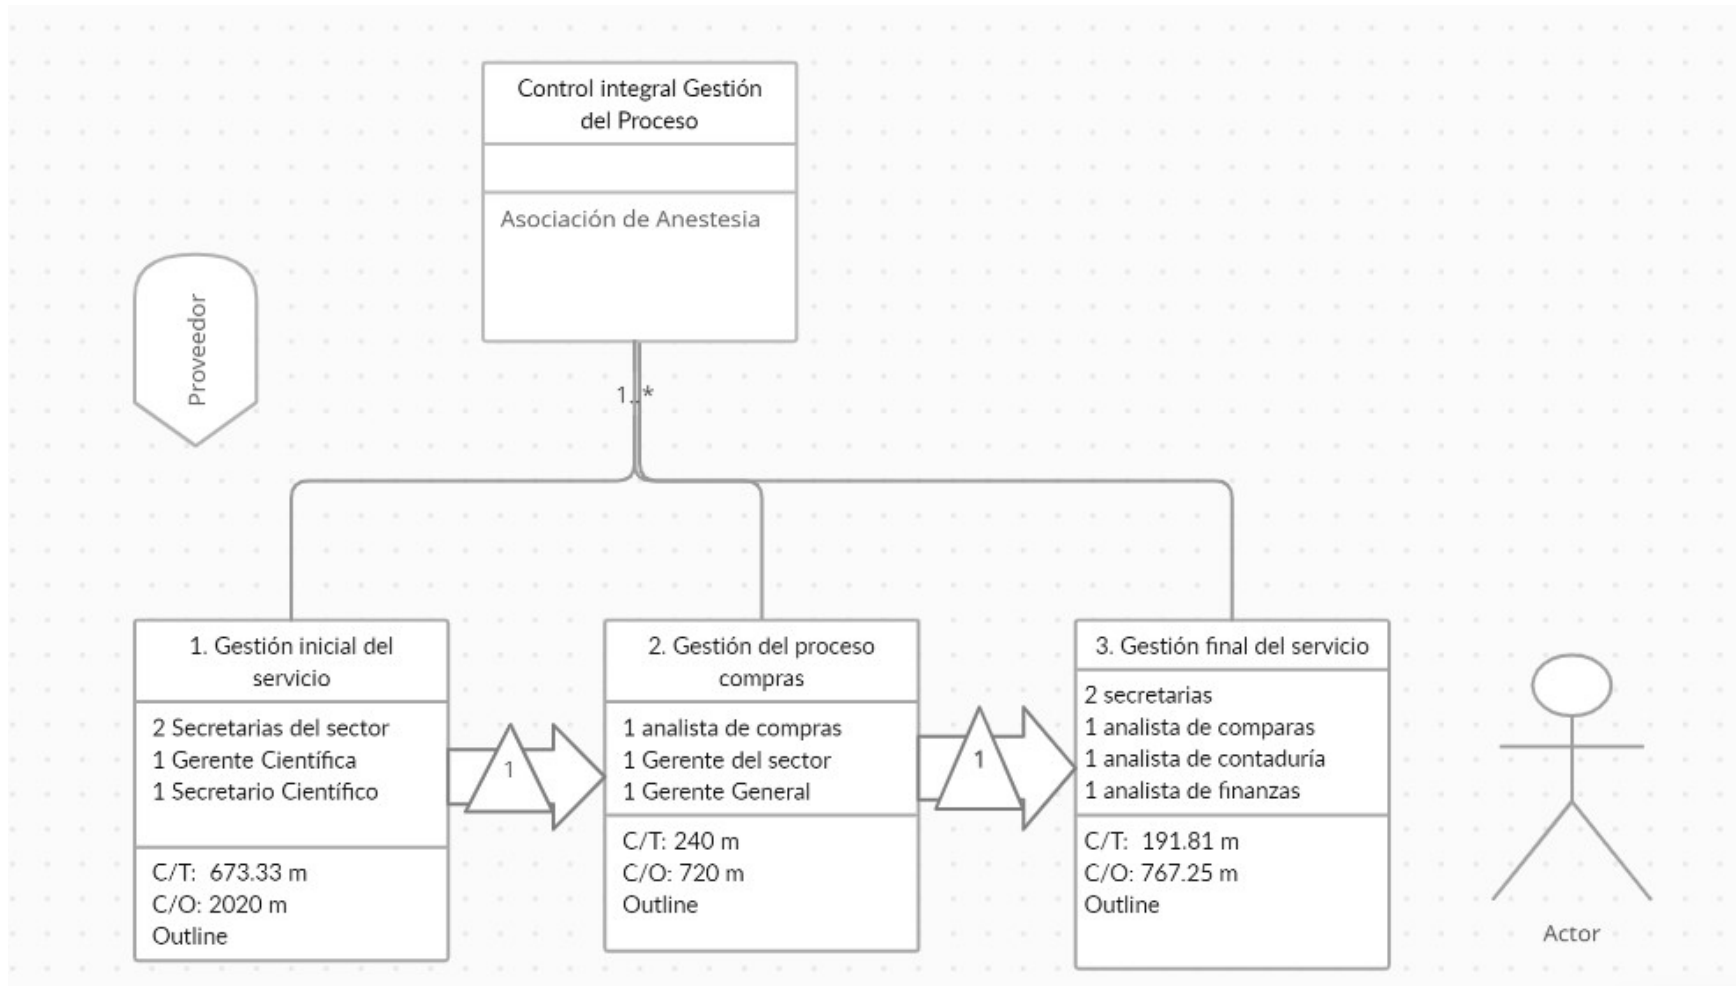 Control integral Gestión
del Proceso
Asociación de Anestesia
Proveedor
1..*
1. Gestión inicial del
servicio
2 Secretarias del sector
1 Gerente Científica
1 Secretario Científico
C/T: 673.33 m
C/O: 2020 m
Outline
1
2. Gestión del proceso
compras
1 analista de compras
1 Gerente del sector
1 Gerente General
C/T: 240 m
C/O: 720 m
Outline
1
3. Gestión final del servicio
2 secretarias
1 analista de comparas
1 analista de contaduría
1 analista de finanzas
C/T: 191.81 m
C/O: 767.25 m
Outline
Actor